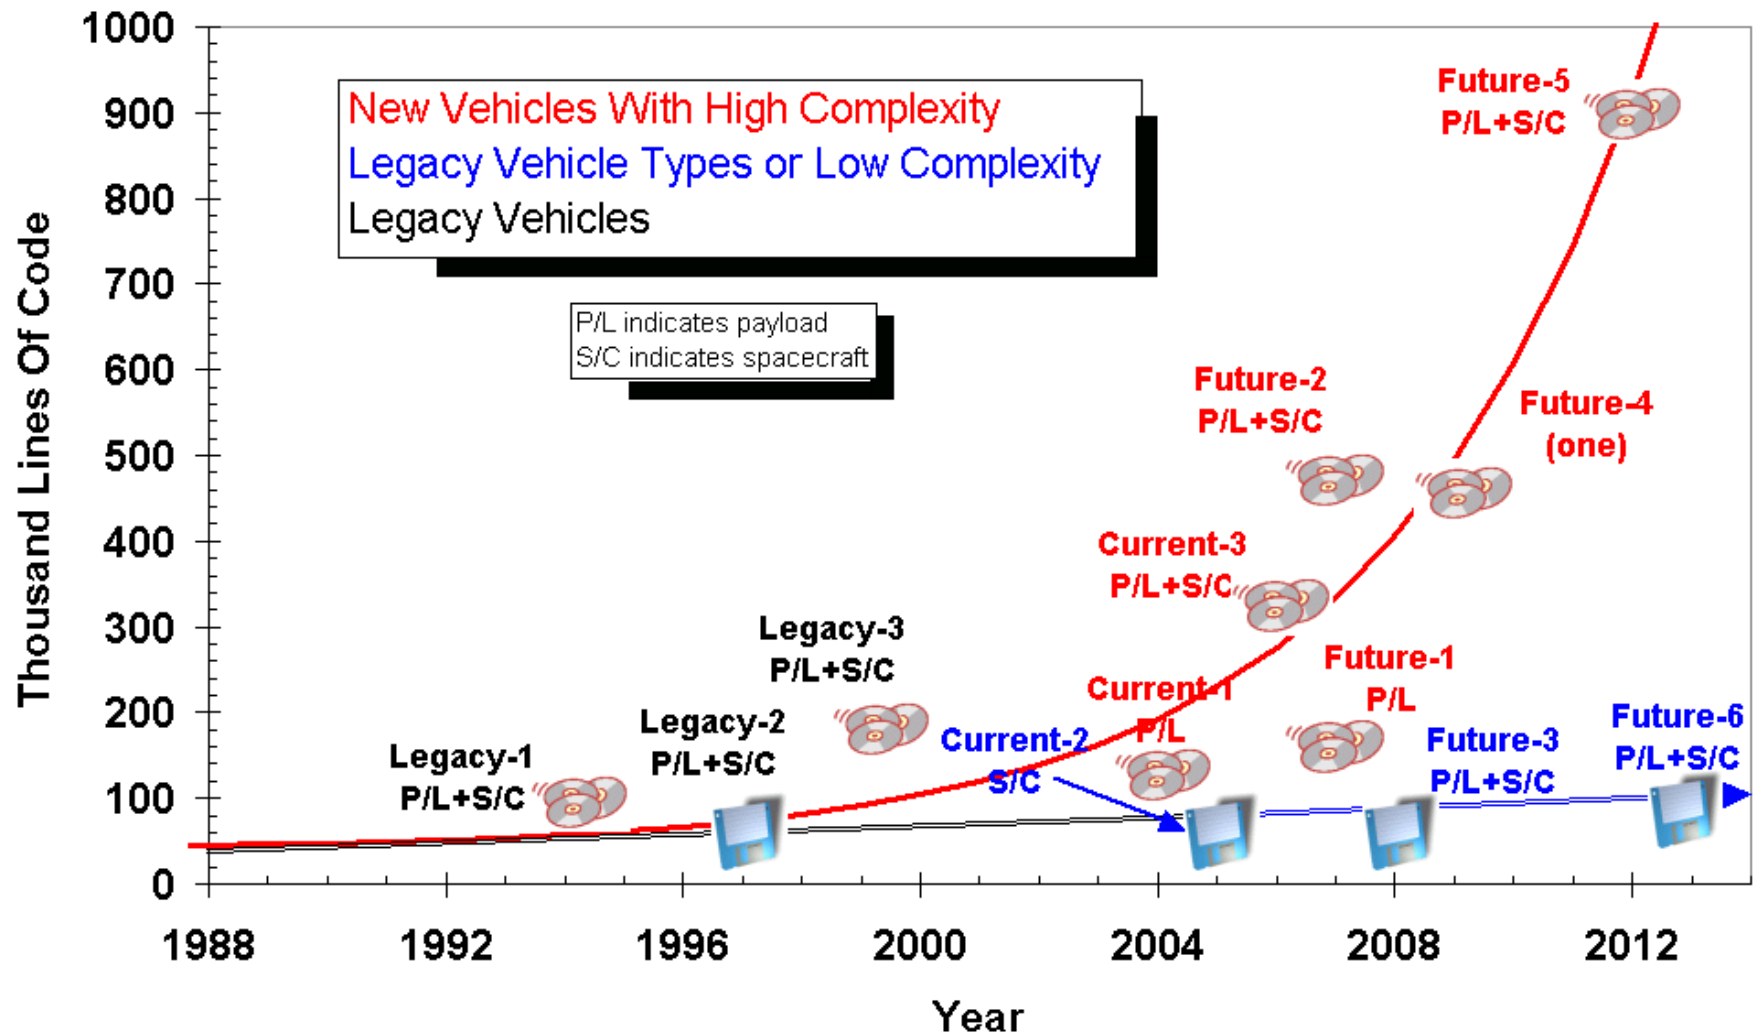 1000
900
800
700
600
500
400
300
200
100
0
Thousand Lines Of Code
New Vehicles With High Complexity
Legacy Vehicle Types or Low Complexity
Legacy Vehicles
P/L indicates payload
S/C indicates spacecraft
Legacy-1
P/L+S/C
Legacy-2
P/L+S/C
Legacy-3
P/L+S/C
Current-2
S/C
Current-1
P/L
Current-3
P/L+S/C
Future-2
P/L+S/C
Future-1
P/L
Future-5
P/L+S/C
Future-4
(one)
Future-3
P/L+S/C
Future-6
P/L+S/C
1988 1992 1996 2000 2004 2008 2012
Year